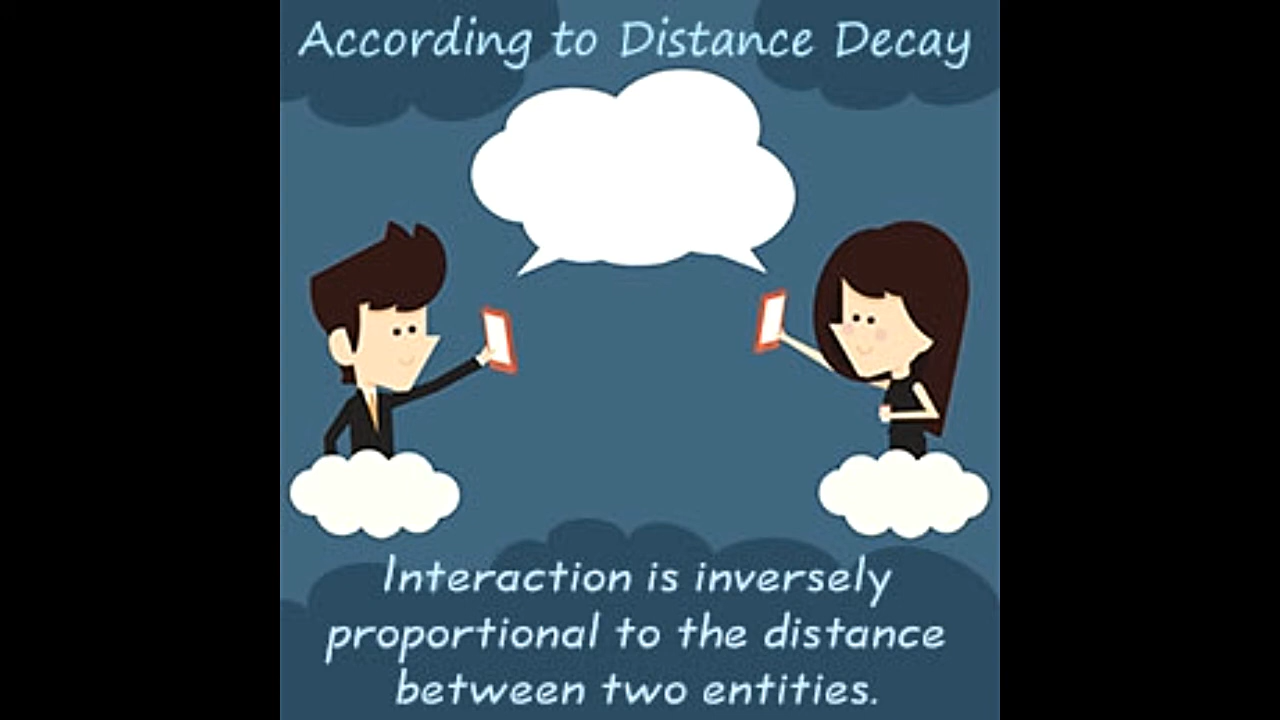 According to Distance Decay
Interaction is inversely
proportional to the distance
between two entities.